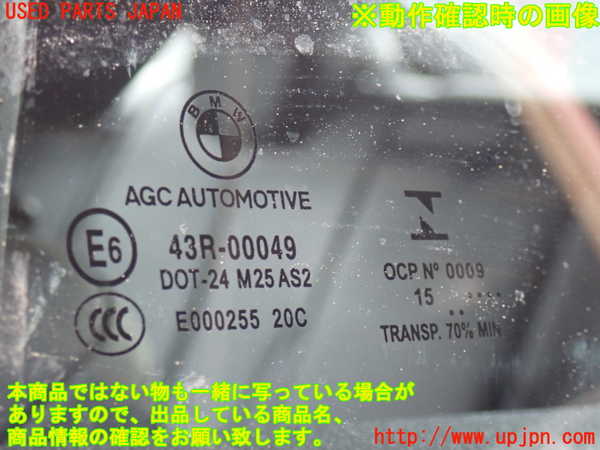 USED PARTS JAPAN
※動作確認時の画像
BMW
AGC AUTOMOTIVE
E6
43R-00049
DOT-24 M25 AS2
CCC
E000255 20C
OCP Nº 0009
15 ....
..
TRANSP. 70% MIN
本商品ではない物も一緒に写っている場合が
ありますので、出品している商品名、
商品情報の確認をお願い致します。
http://www.upjpn.com/